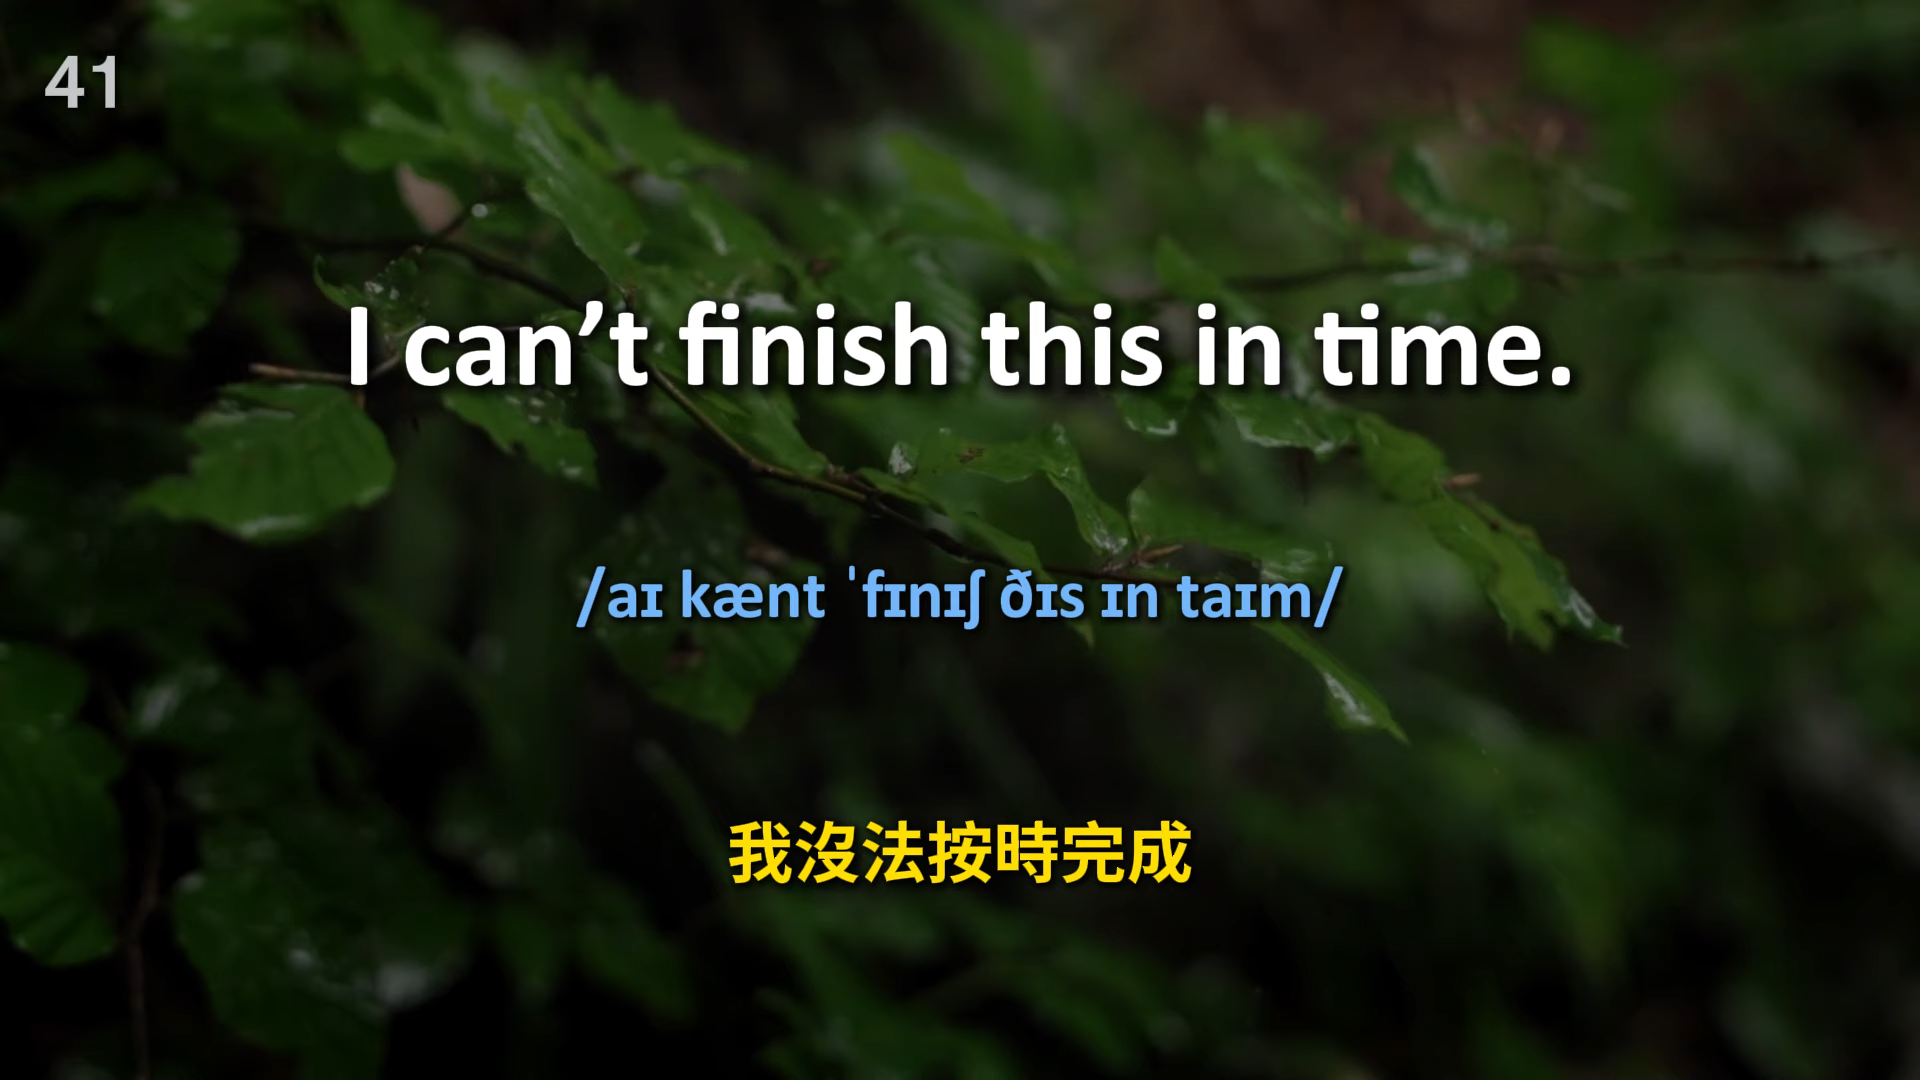 41
I can’t finish this in time.
/aɪ kænt ˈfɪnɪʃ ðɪs ɪn taɪm/
我沒法按時完成